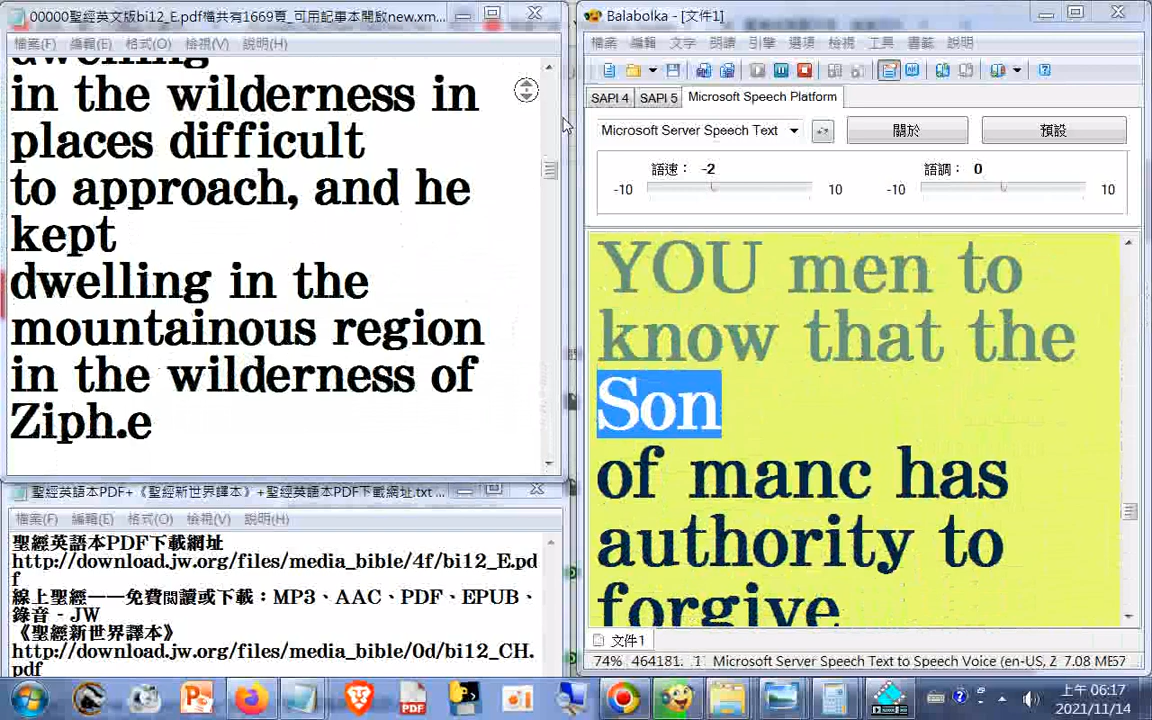 00000聖經英文版bi12_E.pdf檔共有1669頁_可用記事本開啟new.xm...
檔案(F) 編輯(E) 格式(O) 檢視(V) 說明(H)
dwelling
in the wilderness in
places difficult
to approach, and he
kept
dwelling in the
mountainous region
in the wilderness of
Ziph.e
聖經英語本PDF+《聖經新世界譯本》+聖經英語本PDF下載網址.txt ...
檔案(F) 編輯(E) 格式(O) 檢視(V) 說明(H)
聖經英語本PDF下載網址
http://download.jw.org/files/media_bible/4f/bi12_E.pd
f
線上聖經——免費閱讀或下載：MP3、AAC、PDF、EPUB、
錄音 - JW
《聖經新世界譯本》
http://download.jw.org/files/media_bible/0d/bi12_CH.
pdf
Balabolka - [文件1]
檔案 編輯 文字 朗讀 引擎 選項 檢視 工具 書籤 說明
SAPI 4 SAPI 5 Microsoft Speech Platform
Microsoft Server Speech Text 關於 預設
語速： -2 語調： 0
-10 10 -10 10
YOU men to
know that the
Son
of manc has
authority to
forgive
文件1
74% 464181. Microsoft Server Speech Text to Speech Voice (en-US, Z 7.08 ME57
上午 06:17
2021/11/14